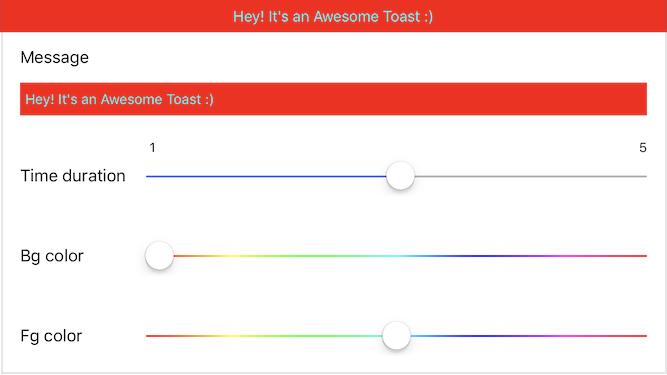 Hey! It's an Awesome Toast :)
Message
Hey! It's an Awesome Toast :)
1 5
Time duration
Bg color
Fg color